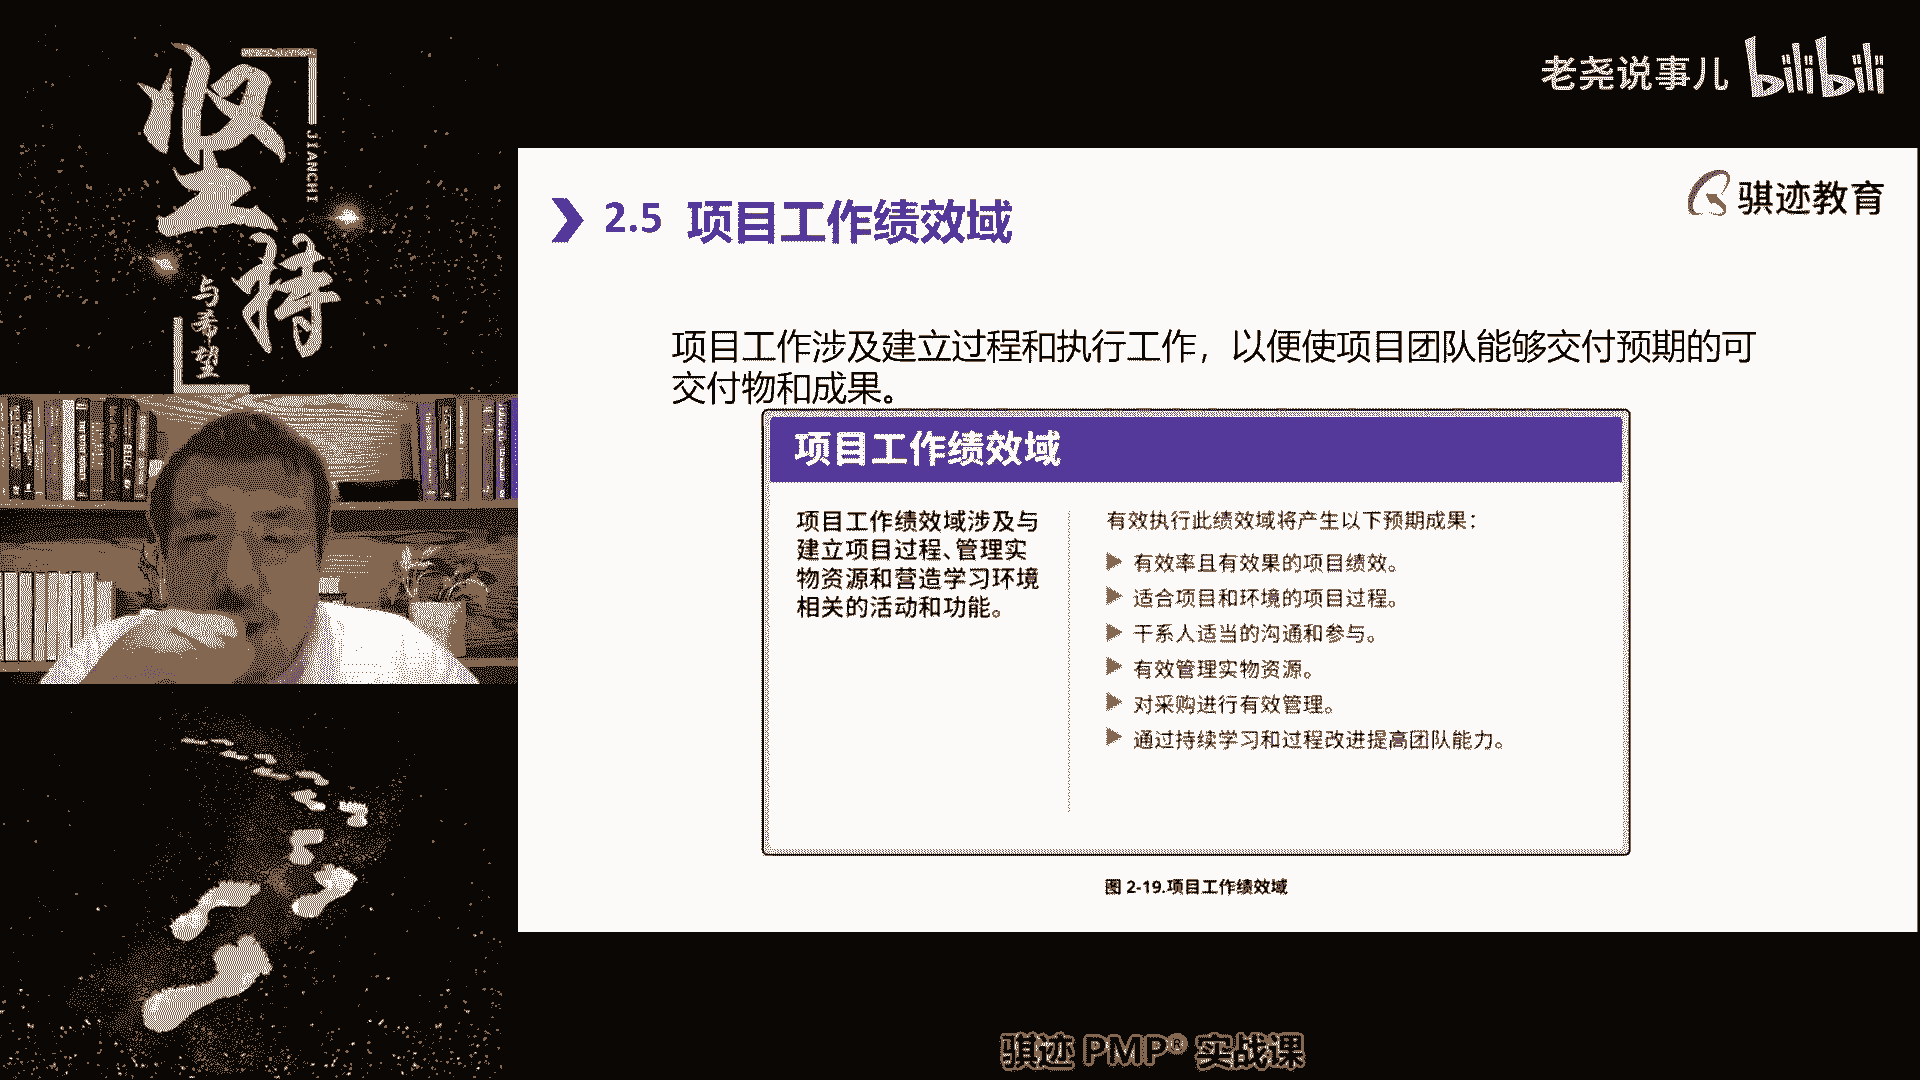 坚持
JIANCHI
与希望
老尧说事儿 bilibili
骐迹教育
2.5 项目工作绩效域
项目工作涉及建立过程和执行工作，以便使项目团队能够交付预期的可
交付物和成果。
项目工作绩效域
项目工作绩效域涉及与
建立项目过程、管理实
物资源和营造学习环境
相关的活动和功能。
有效执行此绩效域将产生以下预期成果：
有效率且有效果的项目绩效。
适合项目和环境的项目过程。
干系人适当的沟通和参与。
有效管理实物资源。
对采购进行有效管理。
通过持续学习和过程改进提高团队能力。
图 2-19.项目工作绩效域
骐迹 PMP® 实战课